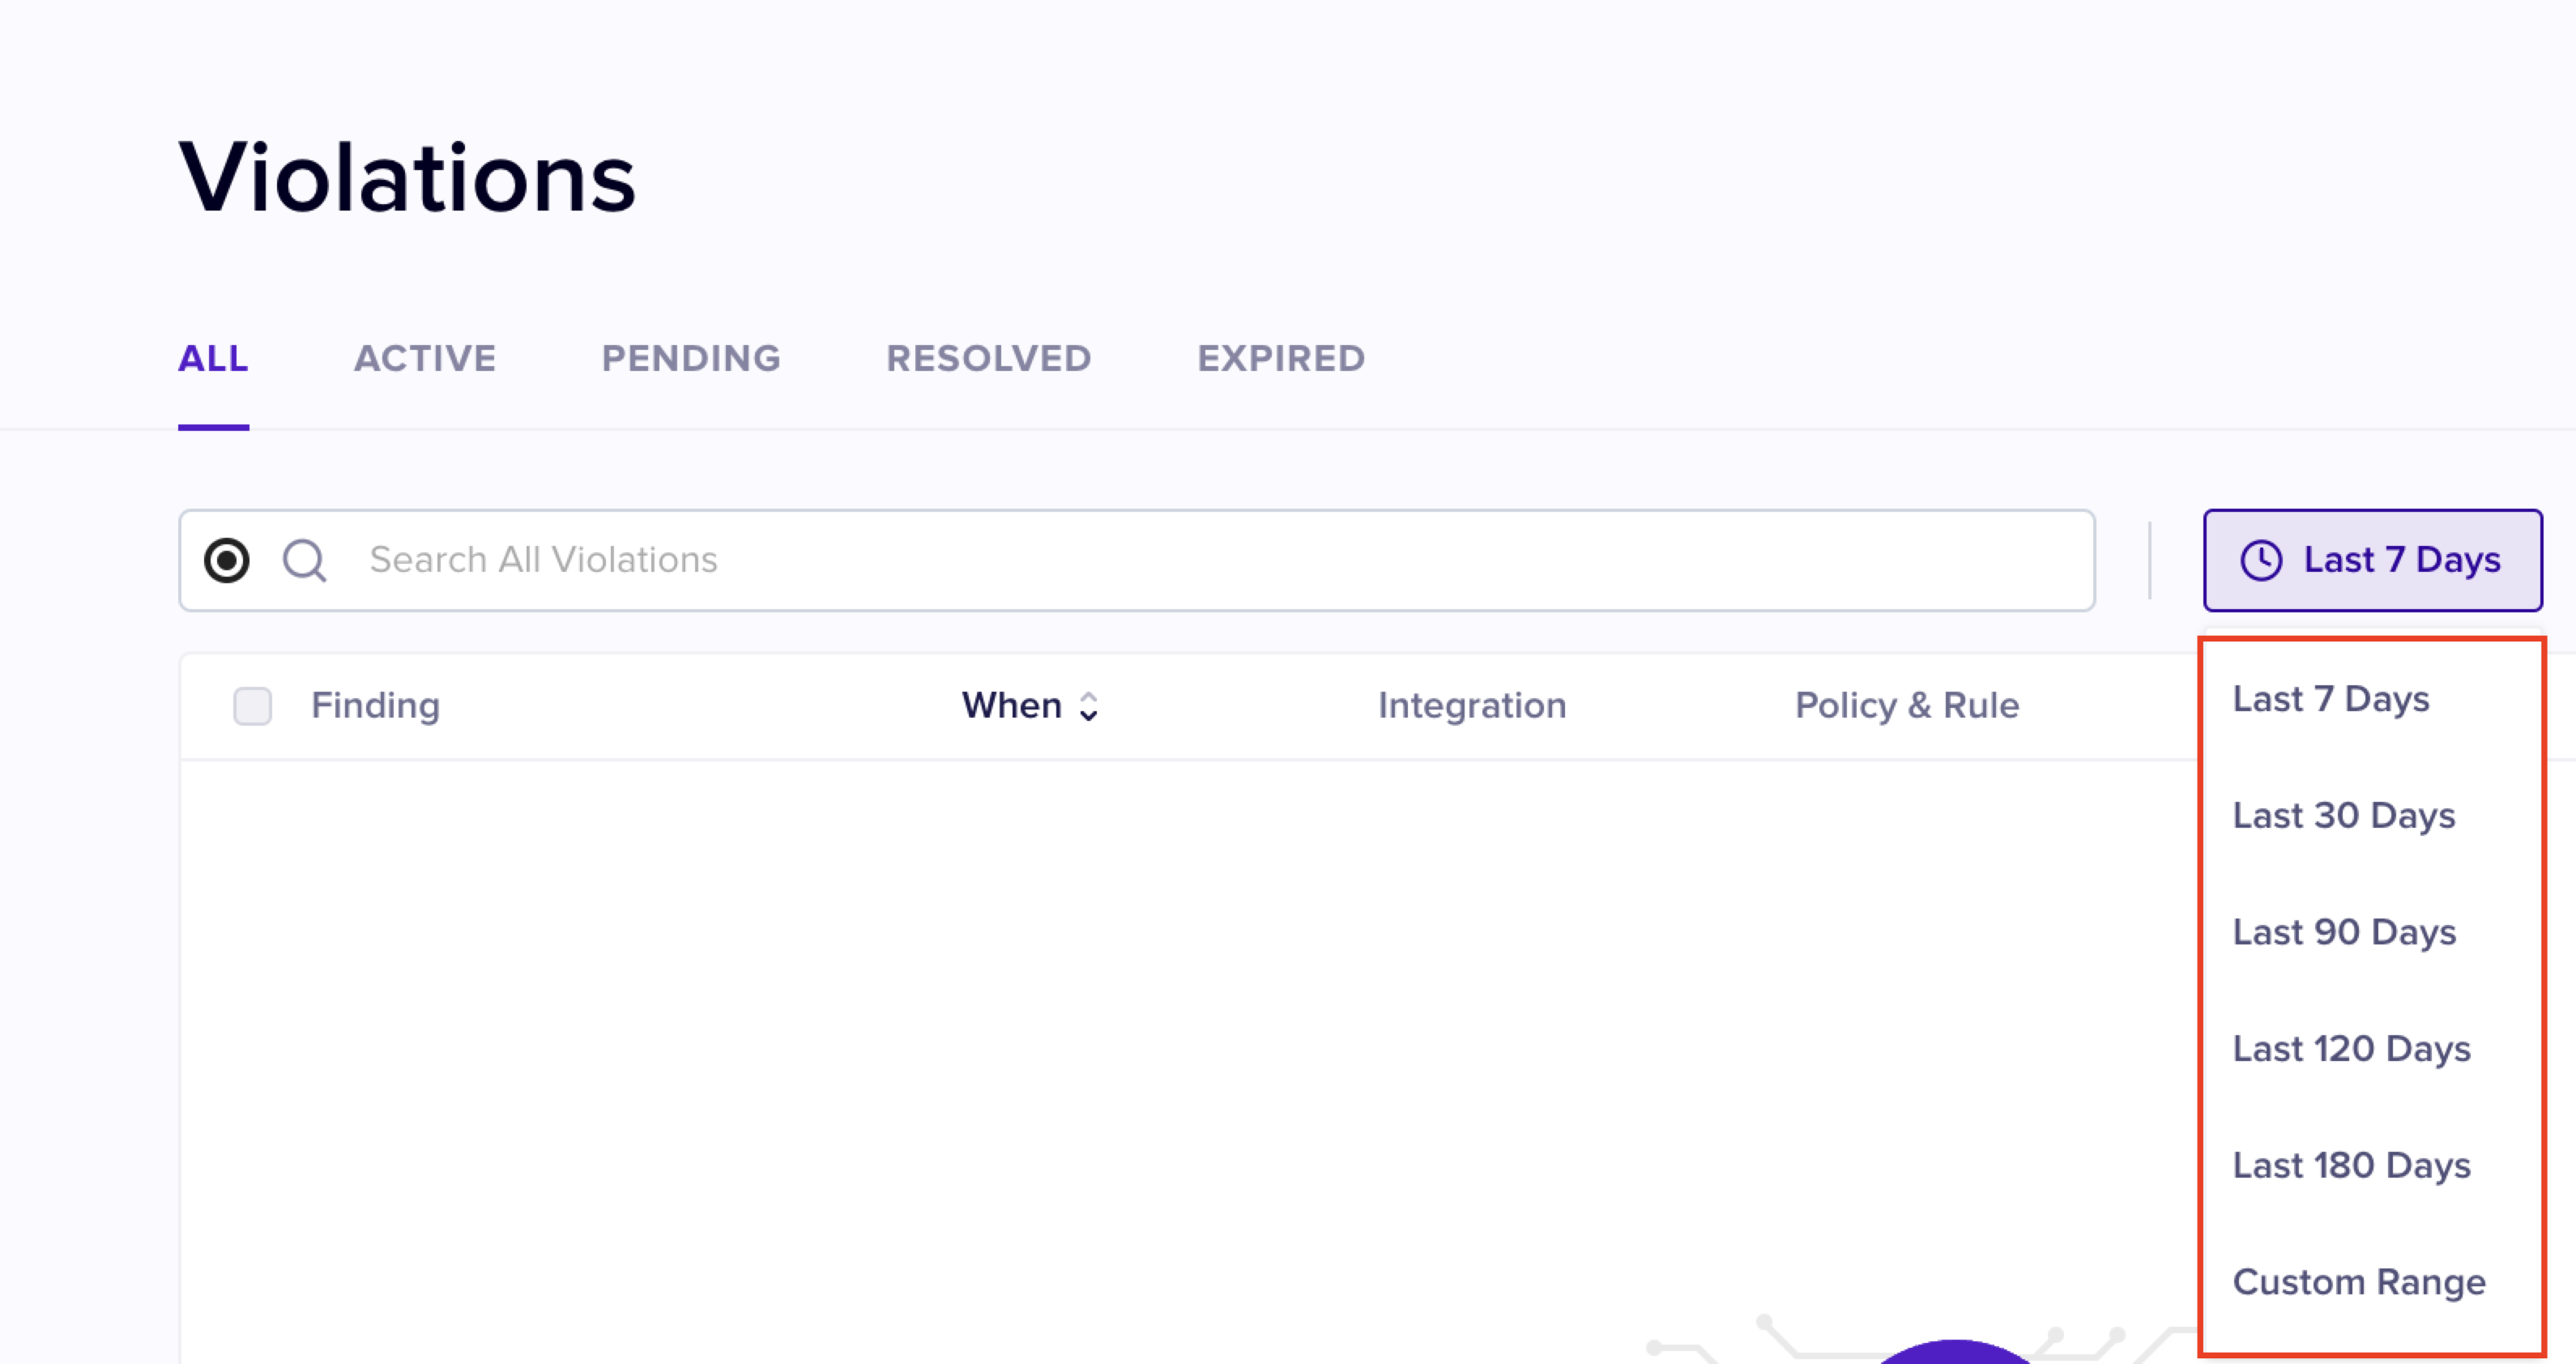 Violations
ALL ACTIVE PENDING RESOLVED EXPIRED
Search All Violations
Last 7 Days
Finding When Integration Policy & Rule
Last 7 Days
Last 30 Days
Last 90 Days
Last 120 Days
Last 180 Days
Custom Range